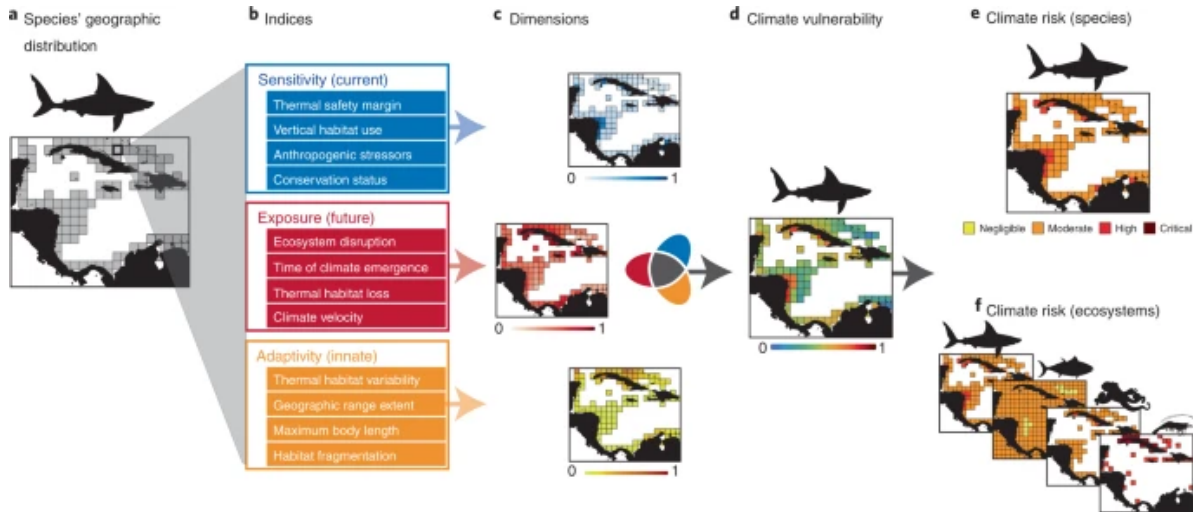 a Species' geographic
distribution
b Indices
Sensitivity (current)
Thermal safety margin
Vertical habitat use
Anthropogenic stressors
Conservation status
Exposure (future)
Ecosystem disruption
Time of climate emergence
Thermal habitat loss
Climate velocity
Adaptivity (innate)
Thermal habitat variability
Geographic range extent
Maximum body length
Habitat fragmentation
c Dimensions
0 1
0 1
0 1
d Climate vulnerability
0 1
e Climate risk (species)
Negligible Moderate High Critical
f Climate risk (ecosystems)